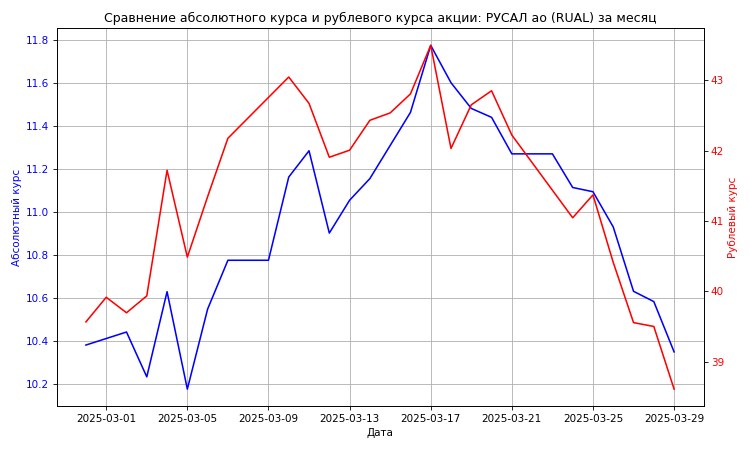 Сравнение абсолютного курса и рублевого курса акции: РУСАЛ ао (RUAL) за месяц
Абсолютный курс
11.8
11.6
11.4
11.2
11.0
10.8
10.6
10.4
10.2
43
42
41
40
39
Рублевый курс
2025-03-01 2025-03-05 2025-03-09 2025-03-13 2025-03-17 2025-03-21 2025-03-25 2025-03-29
Дата